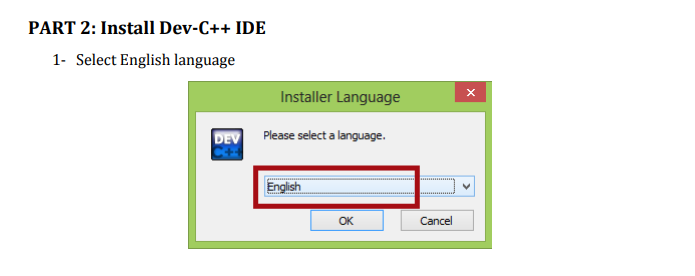 PART 2: Install Dev-C++ IDE
1- Select English language
Installer Language
x
DEV
C++
Please select a language.
English
OK
Cancel